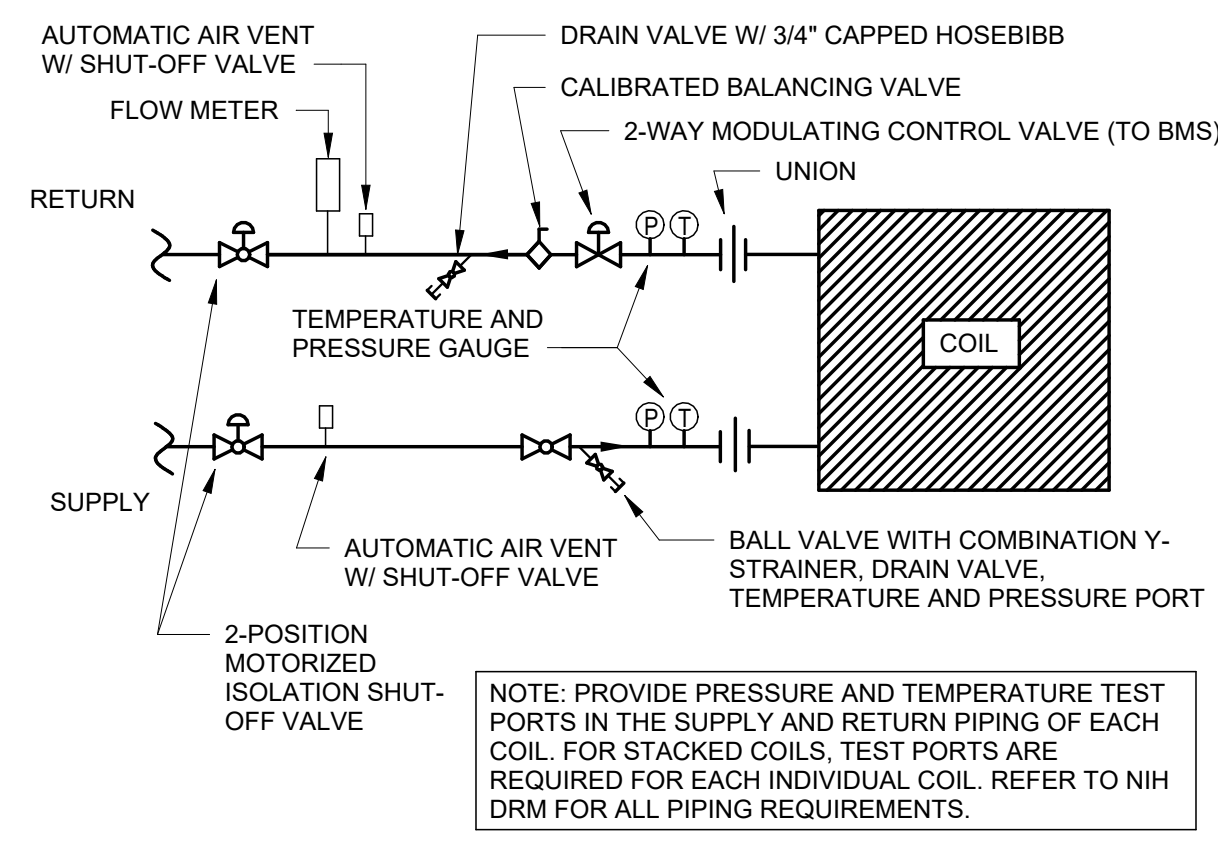 AUTOMATIC AIR VENT
W/ SHUT-OFF VALVE
FLOW METER
RETURN
DRAIN VALVE W/ 3/4" CAPPED HOSEBIBB
CALIBRATED BALANCING VALVE
2-WAY MODULATING CONTROL VALVE (TO BMS)
UNION
P
T
TEMPERATURE AND
PRESSURE GAUGE
COIL
P
T
SUPPLY
AUTOMATIC AIR VENT
W/ SHUT-OFF VALVE
BALL VALVE WITH COMBINATION Y-
STRAINER, DRAIN VALVE,
TEMPERATURE AND PRESSURE PORT
2-POSITION
MOTORIZED
ISOLATION SHUT-
OFF VALVE
NOTE: PROVIDE PRESSURE AND TEMPERATURE TEST
PORTS IN THE SUPPLY AND RETURN PIPING OF EACH
COIL. FOR STACKED COILS, TEST PORTS ARE
REQUIRED FOR EACH INDIVIDUAL COIL. REFER TO NIH
DRM FOR ALL PIPING REQUIREMENTS.